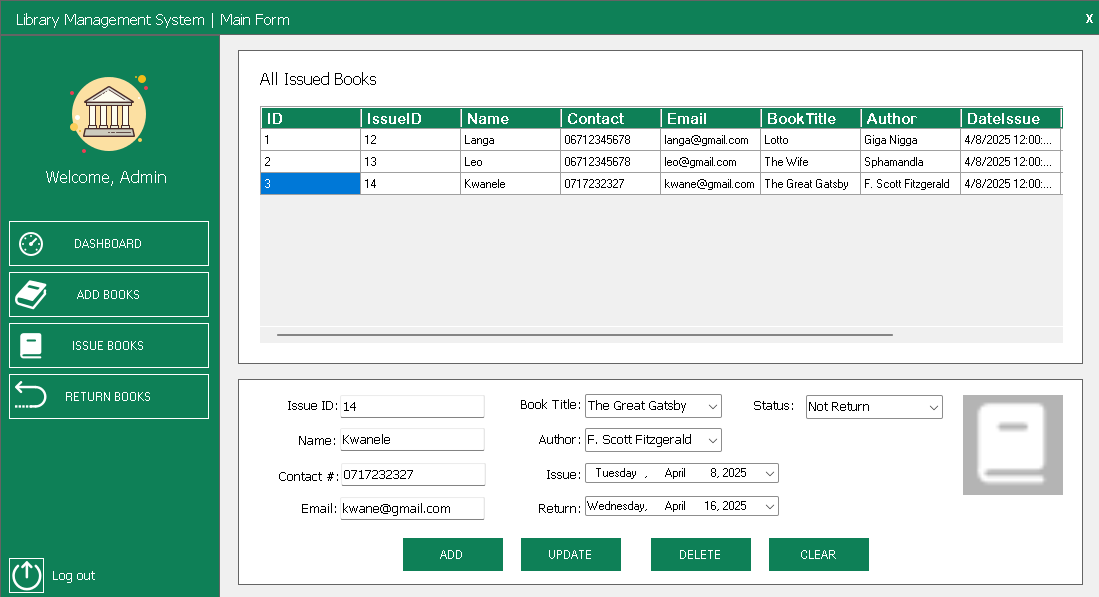 Library Management System | Main Form
X
Welcome, Admin
DASHBOARD
ADD BOOKS
ISSUE BOOKS
RETURN BOOKS
Log out
All Issued Books
ID IssueID Name Contact Email BookTitle Author DateIssue
1 12 Langa 06712345678 langa@gmail.com Lotto Giga Nigga 4/8/2025 12:00:...
2 13 Leo 06712345678 leo@gmail.com The Wife Sphamandla 4/8/2025 12:00:...
3 14 Kwanele 0717232327 kwane@gmail.com The Great Gatsby F. Scott Fitzgerald 4/8/2025 12:00:...
Issue ID: 14 Book Title: The Great Gatsby Status: Not Return
Name: Kwanele Author: F. Scott Fitzgerald
Contact #: 0717232327 Issue: Tuesday , April 8, 2025
Email: kwane@gmail.com Return: Wednesday, April 16, 2025
ADD UPDATE DELETE CLEAR